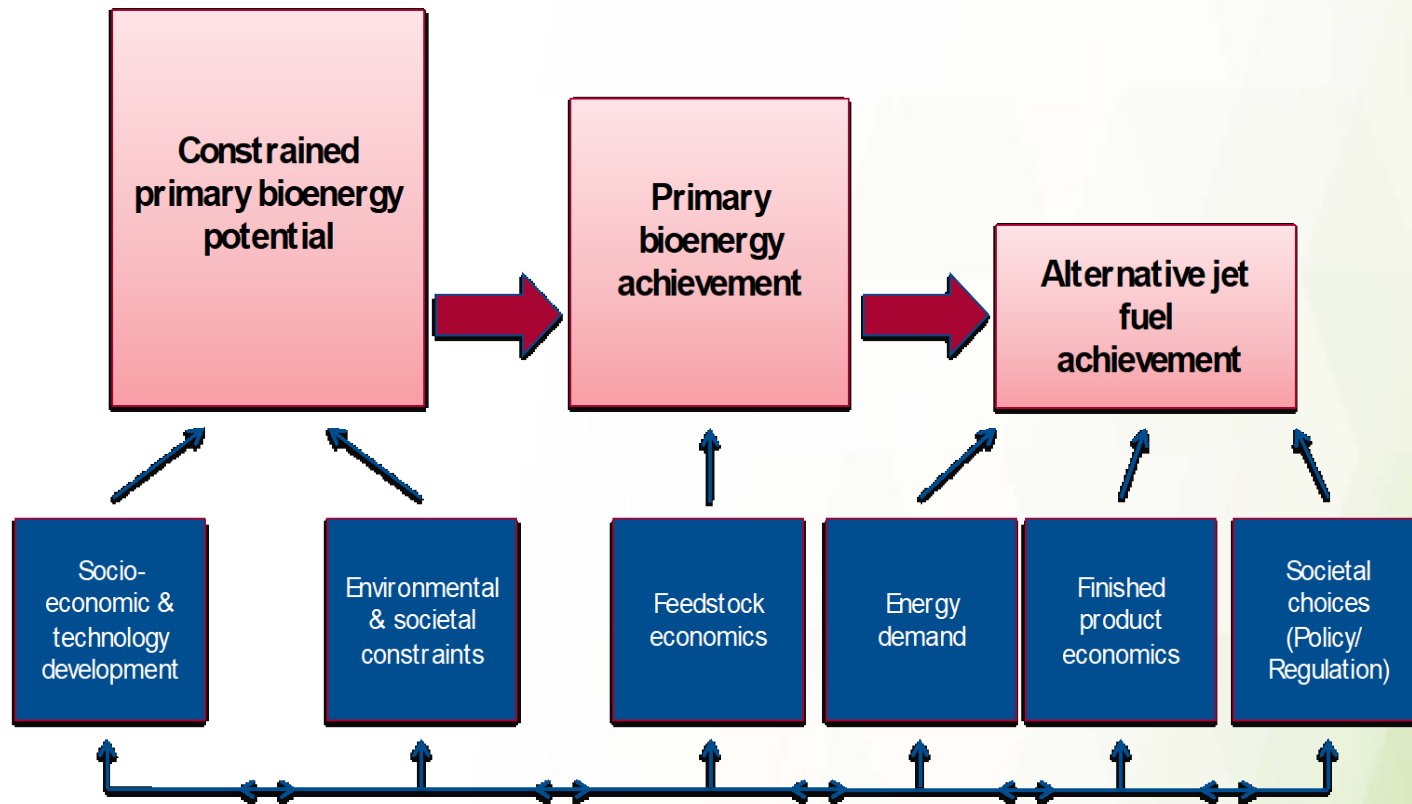 Constrained
primary bioenergy
potential
Primary
bioenergy
achievement
Alternative jet
fuel
achievement
Socio-
economic &
technology
development
Environmental
& societal
constraints
Feedstock
economics
Energy
demand
Finished
product
economics
Societal
choices
(Policy/
Regulation)